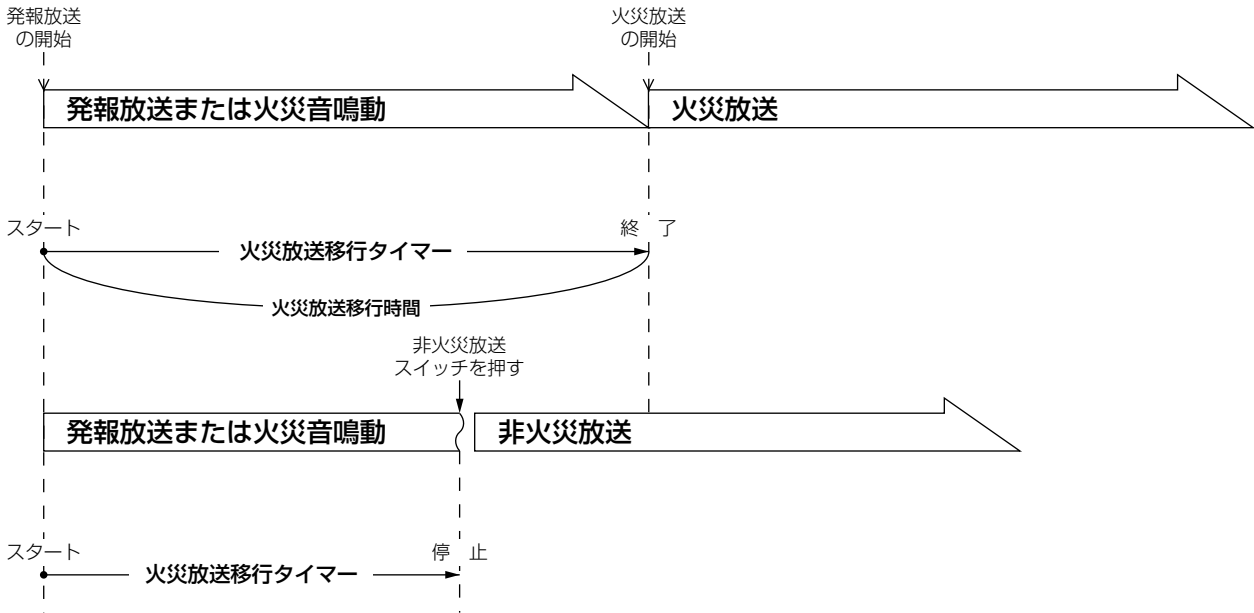 発報放送
の開始
火災放送
の開始
発報放送または火災音鳴動
火災放送
スタート
終 了
火災放送移行タイマー
火災放送移行時間
非火災放送
スイッチを押す
発報放送または火災音鳴動
非火災放送
スタート
停 止
火災放送移行タイマー